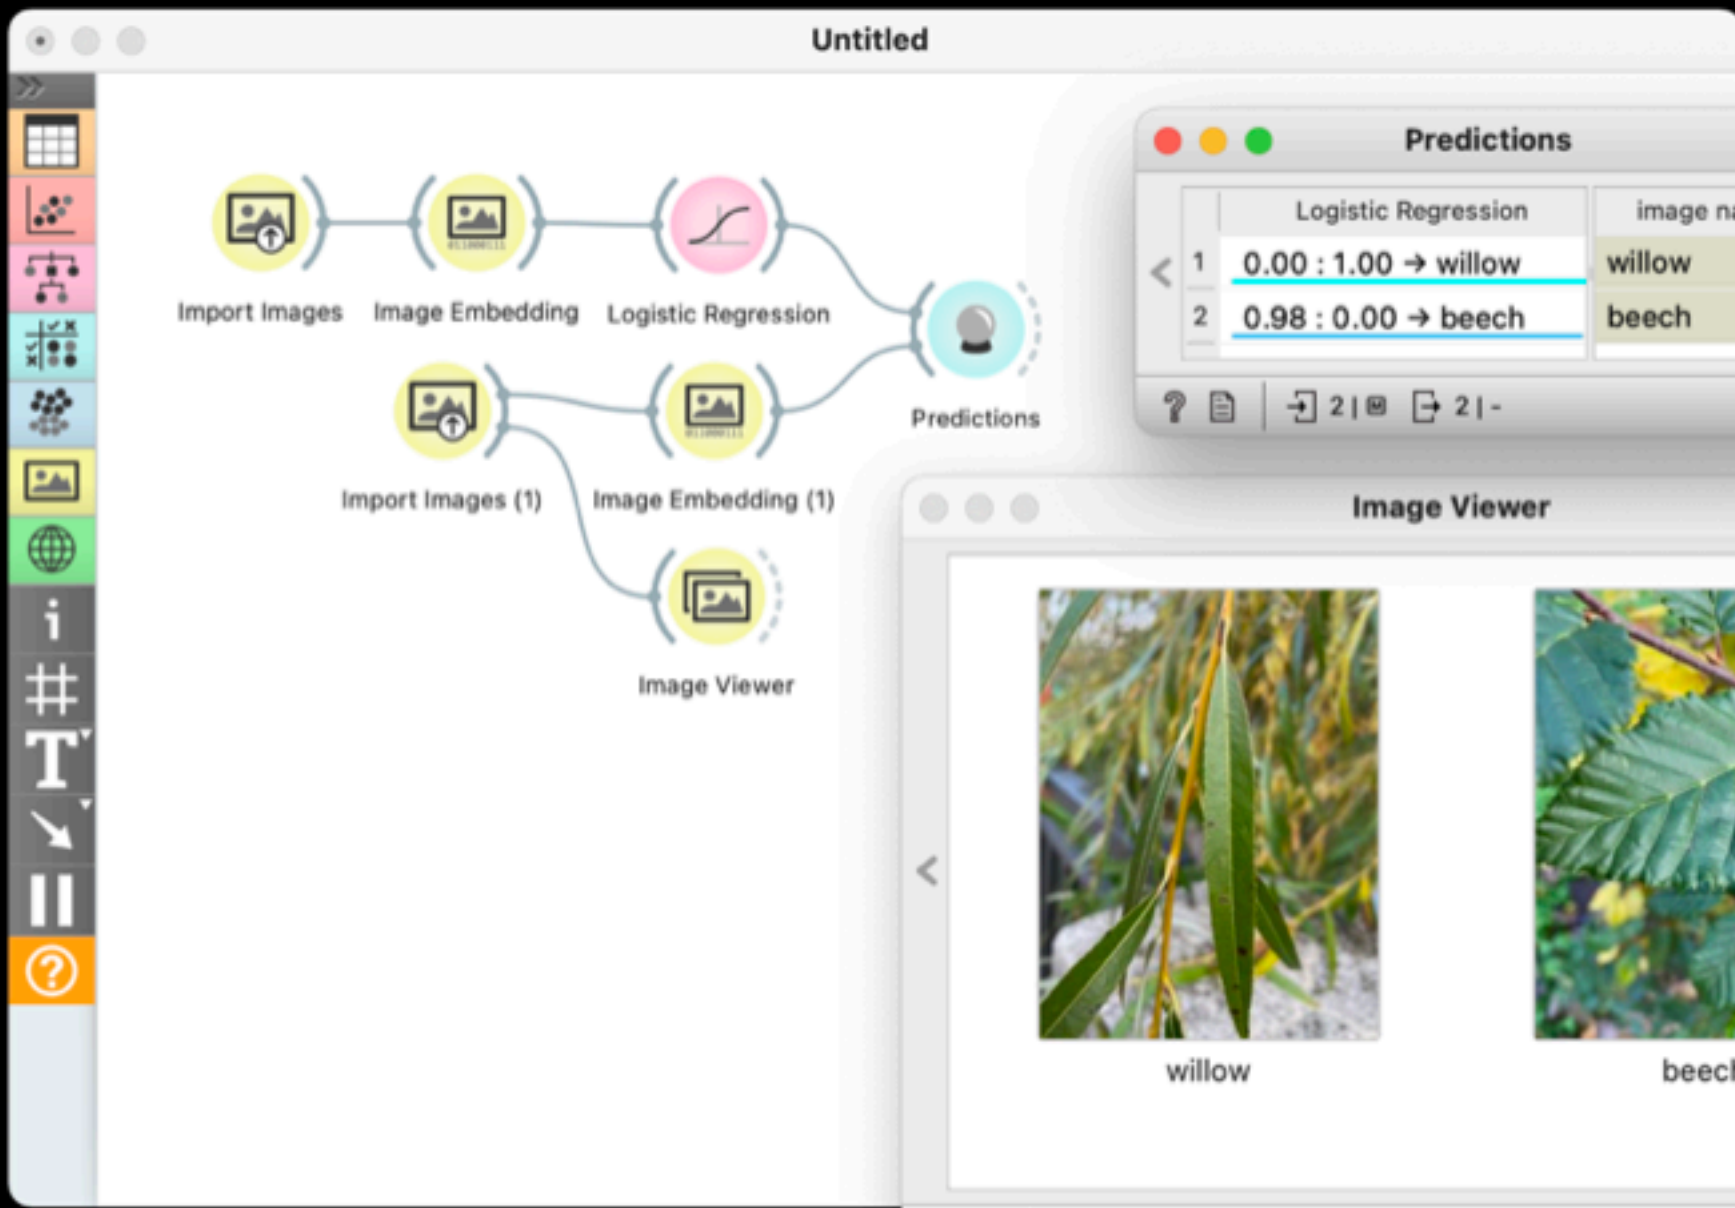 Untitled
Import Images
Image Embedding
Logistic Regression
Predictions
Import Images (1)
Image Embedding (1)
Image Viewer
Predictions
Logistic Regression
image na
1 0.00 : 1.00 → willow willow
2 0.98 : 0.00 → beech beech
? 2 | 2 | -
Image Viewer
willow
beech
i
T
?